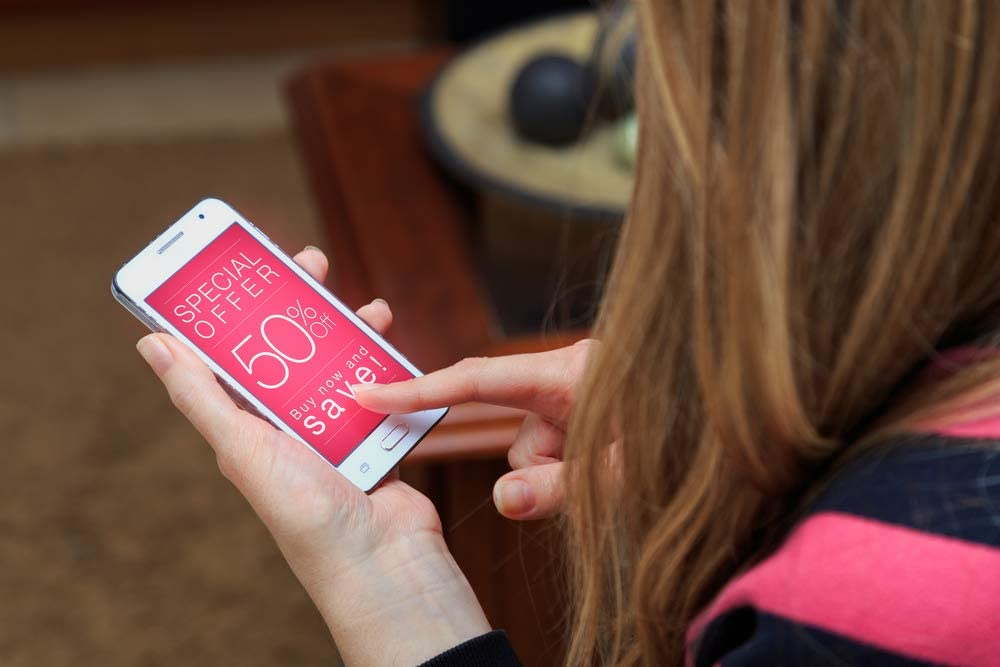 SPECIAL
OFFER
50% Off
Buy now and
save!